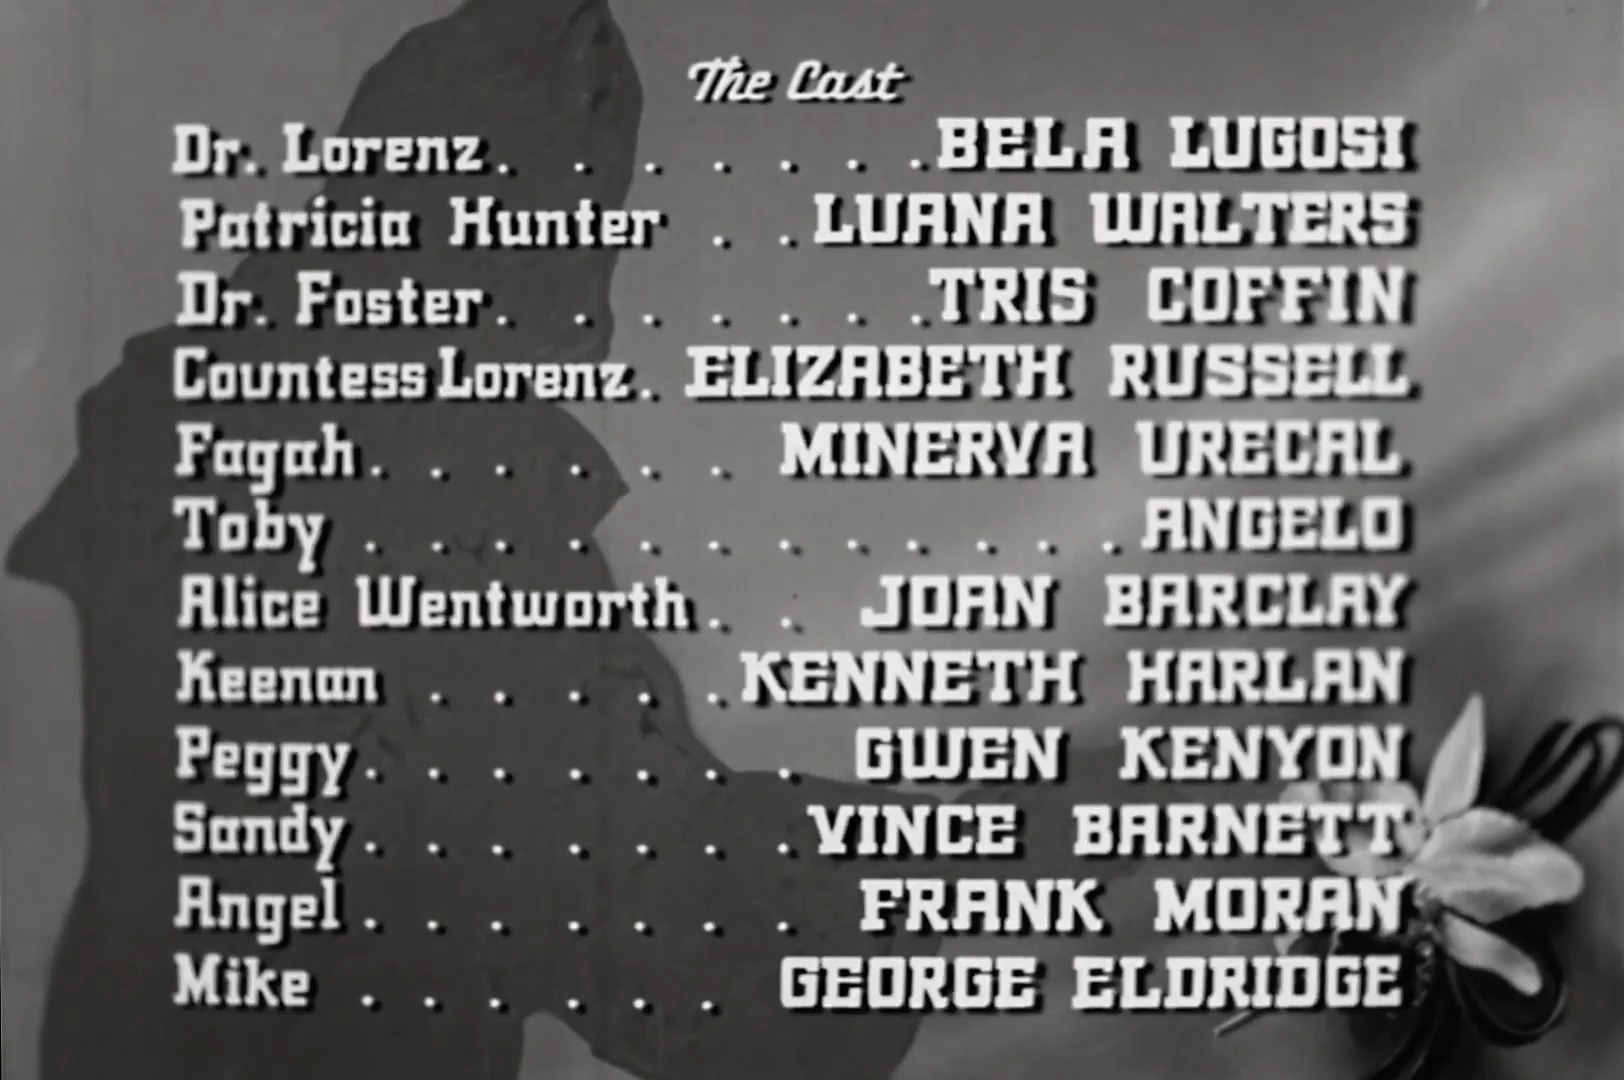 The Cast
Dr. Lorenz. . . . . . . .BELA LUGOSI
Patricia Hunter . . LUANA WALTERS
Dr. Foster. . . . . . . .TRIS COFFIN
Countess Lorenz. ELIZABETH RUSSELL
Fagah. . . . . . MINERVA URECAL
Toby . . . . . . . . . . . . ANGELO
Alice Wentworth. . JOAN BARCLAY
Keenan . . . . .KENNETH HARLAN
Peggy. . . . . . . GWEN KENYON
Sandy. . . . . . .VINCE BARNETT
Angel. . . . . . . FRANK MORAN
Mike . . . . . . GEORGE ELDRIDGE